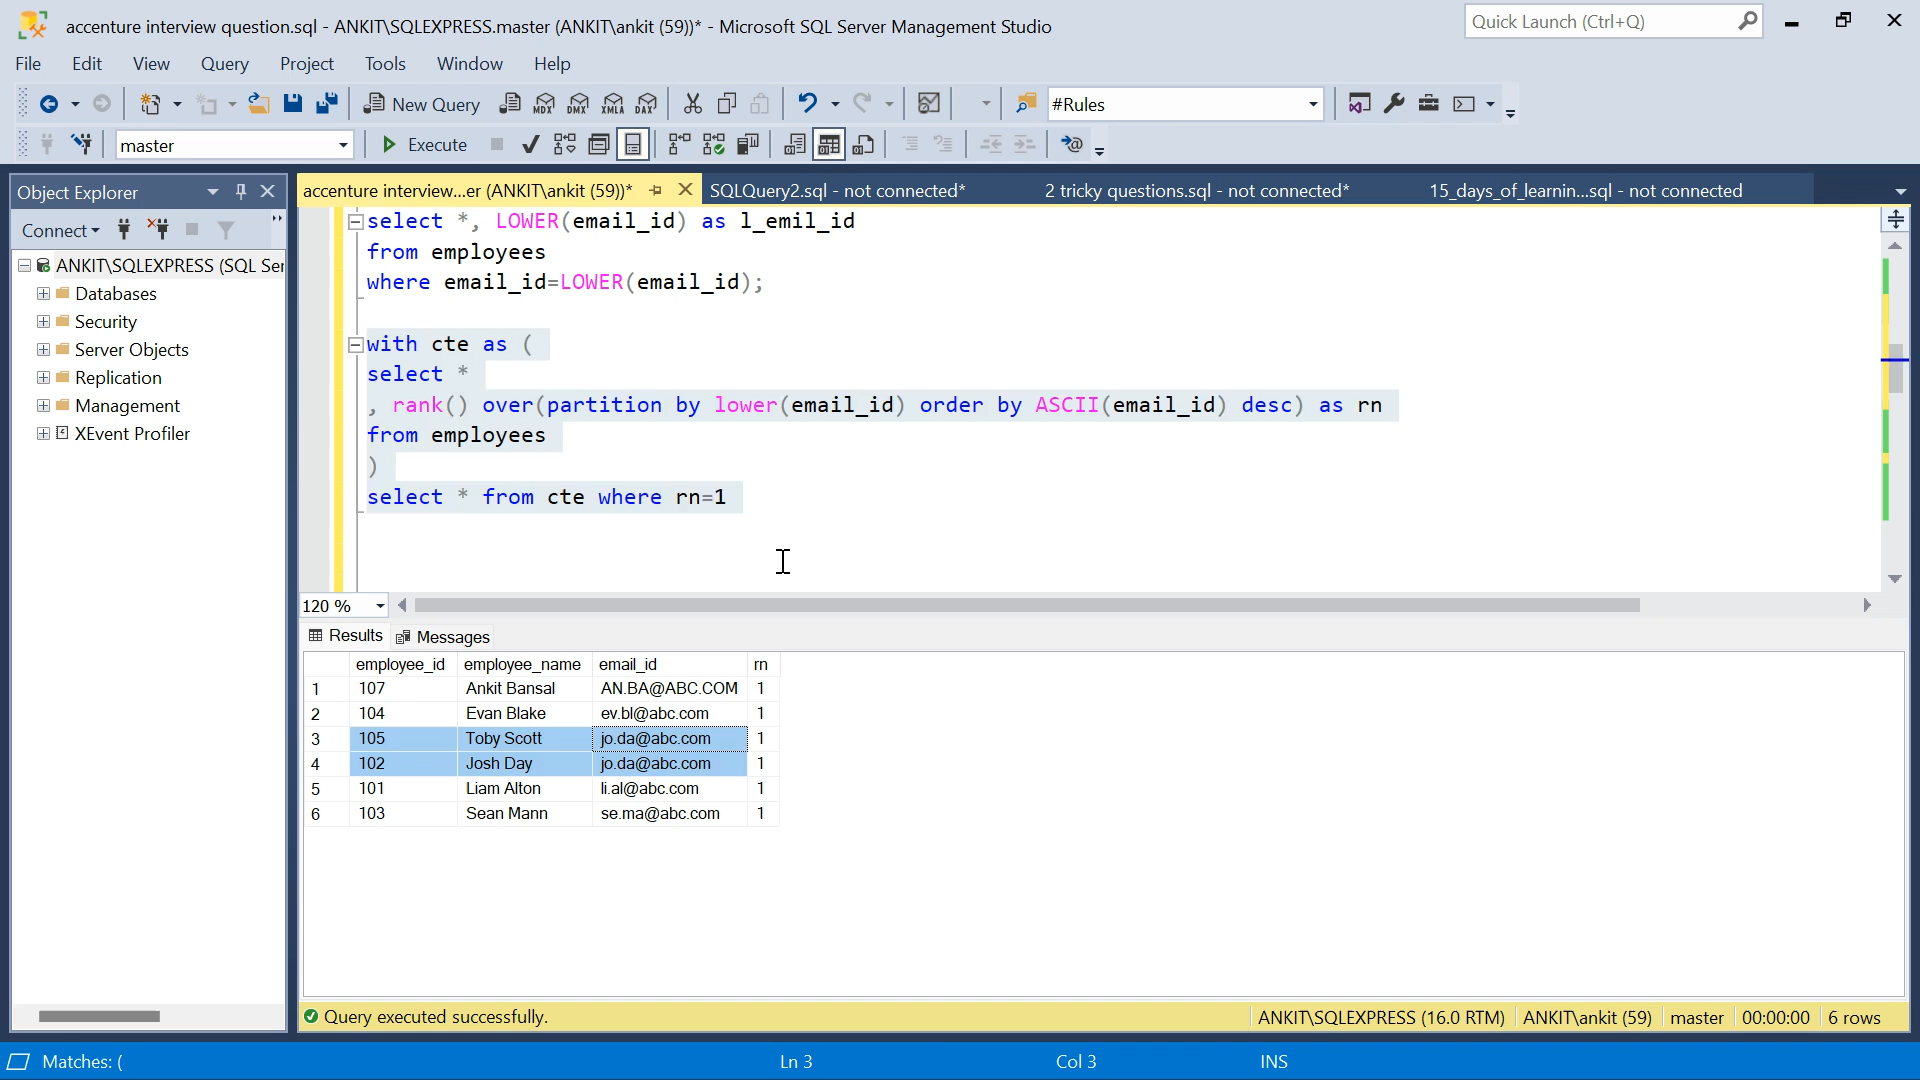 accenture interview question.sql - ANKIT\SQLEXPRESS.master (ANKIT\ankit (59))* - Microsoft SQL Server Management Studio
Quick Launch (Ctrl+Q)
File Edit View Query Project Tools Window Help
New Query MDX DMX XMLA DAX #Rules
master Execute
Object Explorer
accenture interview...er (ANKIT\ankit (59))* SQLQuery2.sql - not connected* 2 tricky questions.sql - not connected* 15_days_of_learnin...sql - not connected
Connect
ANKIT\SQLEXPRESS (SQL Ser
Databases
Security
Server Objects
Replication
Management
XEvent Profiler
select *, LOWER(email_id) as l_emil_id
from employees
where email_id=LOWER(email_id);
with cte as (
select *
, rank() over(partition by lower(email_id) order by ASCII(email_id) desc) as rn
from employees
)
select * from cte where rn=1
120 %
Results Messages
employee_id employee_name email_id rn
1 107 Ankit Bansal AN.BA@ABC.COM 1
2 104 Evan Blake ev.bl@abc.com 1
3 105 Toby Scott jo.da@abc.com 1
4 102 Josh Day jo.da@abc.com 1
5 101 Liam Alton li.al@abc.com 1
6 103 Sean Mann se.ma@abc.com 1
Query executed successfully. ANKIT\SQLEXPRESS (16.0 RTM) ANKIT\ankit (59) master 00:00:00 6 rows
Matches: ( Ln 3 Col 3 INS